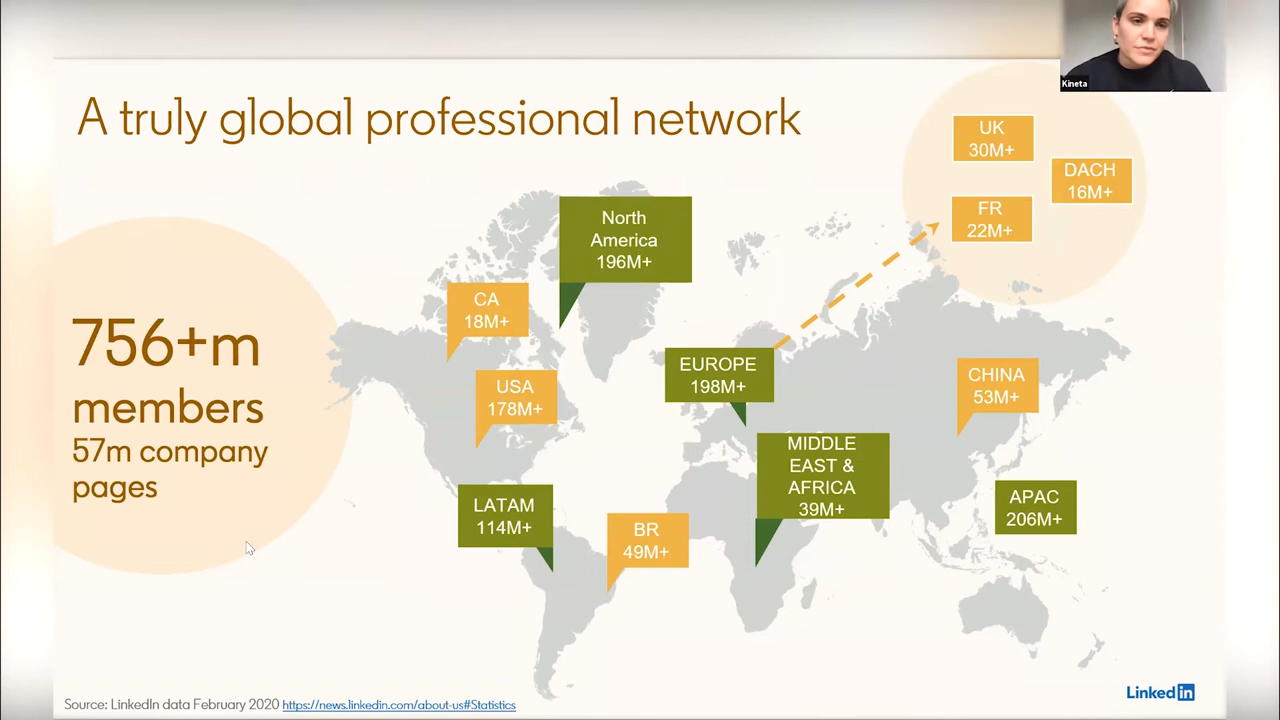 Kineta
A truly global professional network
UK
30M+
DACH
16M+
FR
22M+
North
America
196M+
CA
18M+
756+m
members
57m company
pages
USA
178M+
EUROPE
198M+
CHINA
53M+
MIDDLE
EAST &
AFRICA
39M+
LATAM
114M+
BR
49M+
APAC
206M+
Source: LinkedIn data February 2020 https://news.linkedin.com/about-us#Statistics
Linked in